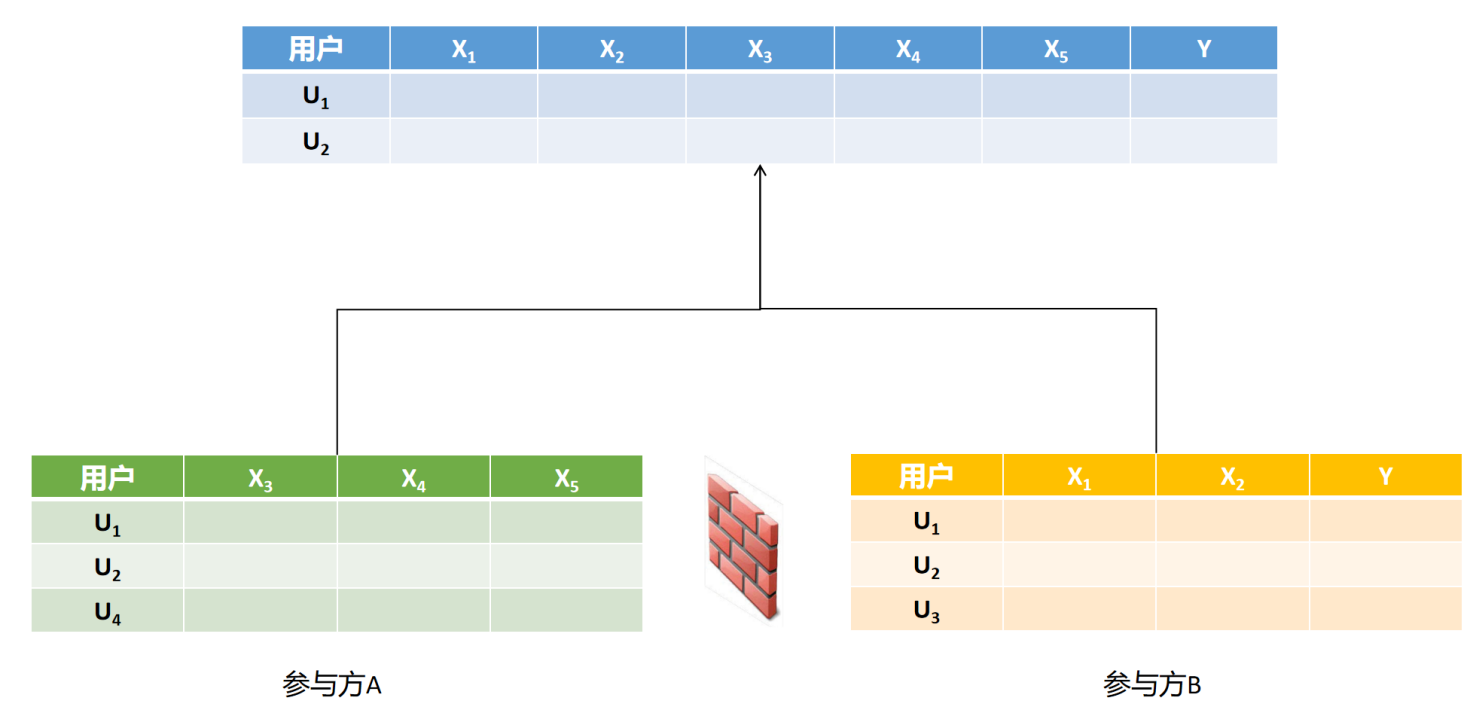 用户 X₁ X₂ X₃ X₄ X₅ Y
U₁
U₂
用户 X₃ X₄ X₅
U₁
U₂
U₄
用户 X₁ X₂ Y
U₁
U₂
U₃
参与方A
参与方B